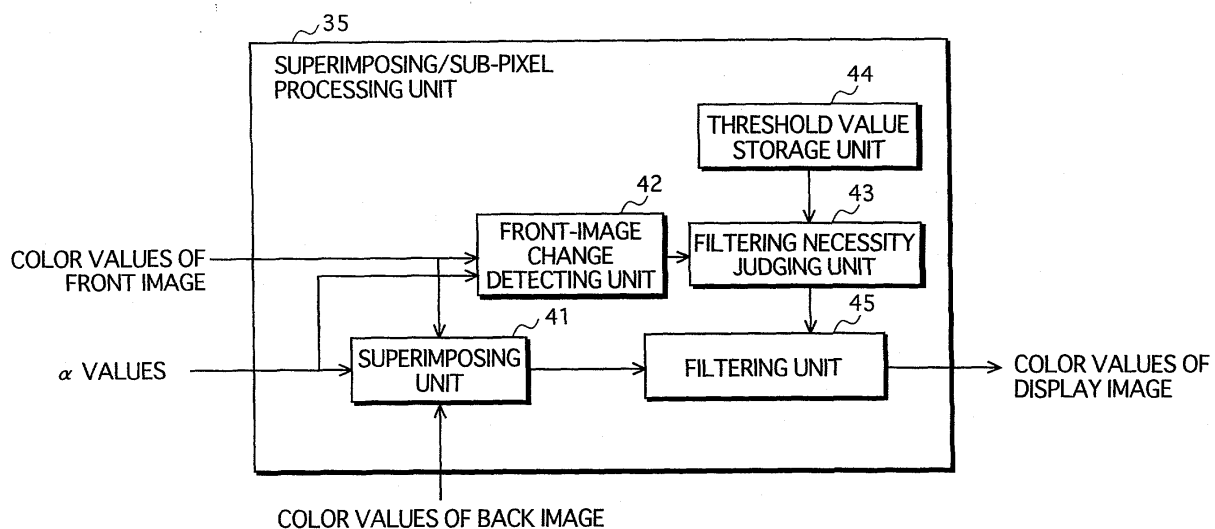 35
SUPERIMPOSING/SUB-PIXEL
PROCESSING UNIT
44
THRESHOLD VALUE
STORAGE UNIT
42
FRONT-IMAGE
CHANGE
DETECTING UNIT
43
FILTERING NECESSITY
JUDGING UNIT
COLOR VALUES OF
FRONT IMAGE
41
SUPERIMPOSING
UNIT
45
FILTERING UNIT
α VALUES
COLOR VALUES OF
DISPLAY IMAGE
COLOR VALUES OF BACK IMAGE